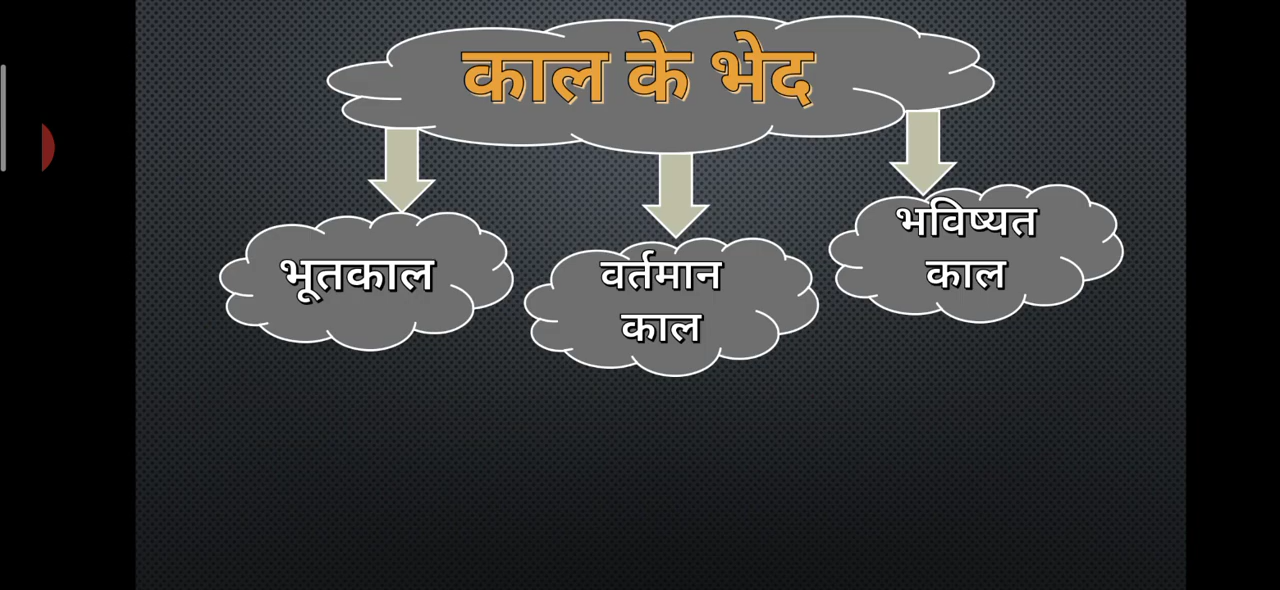 काल के भेद
भूतकाल
वर्तमान
काल
भविष्यत
काल